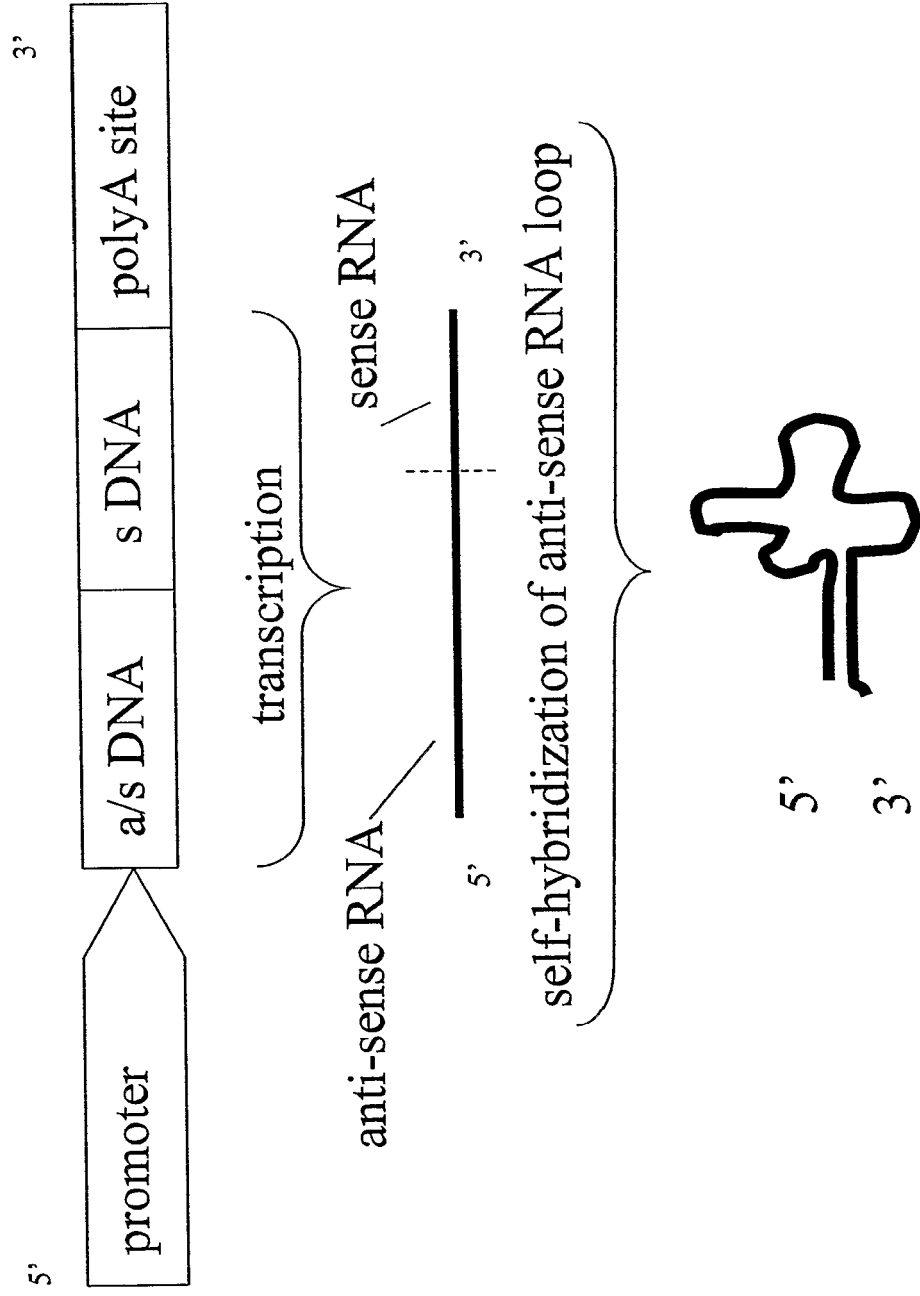 5' 3'
promoter a/s DNA s DNA polyA site
transcription
anti-sense RNA sense RNA
5' 3'
self-hybridization of anti-sense RNA loop
5'
3'